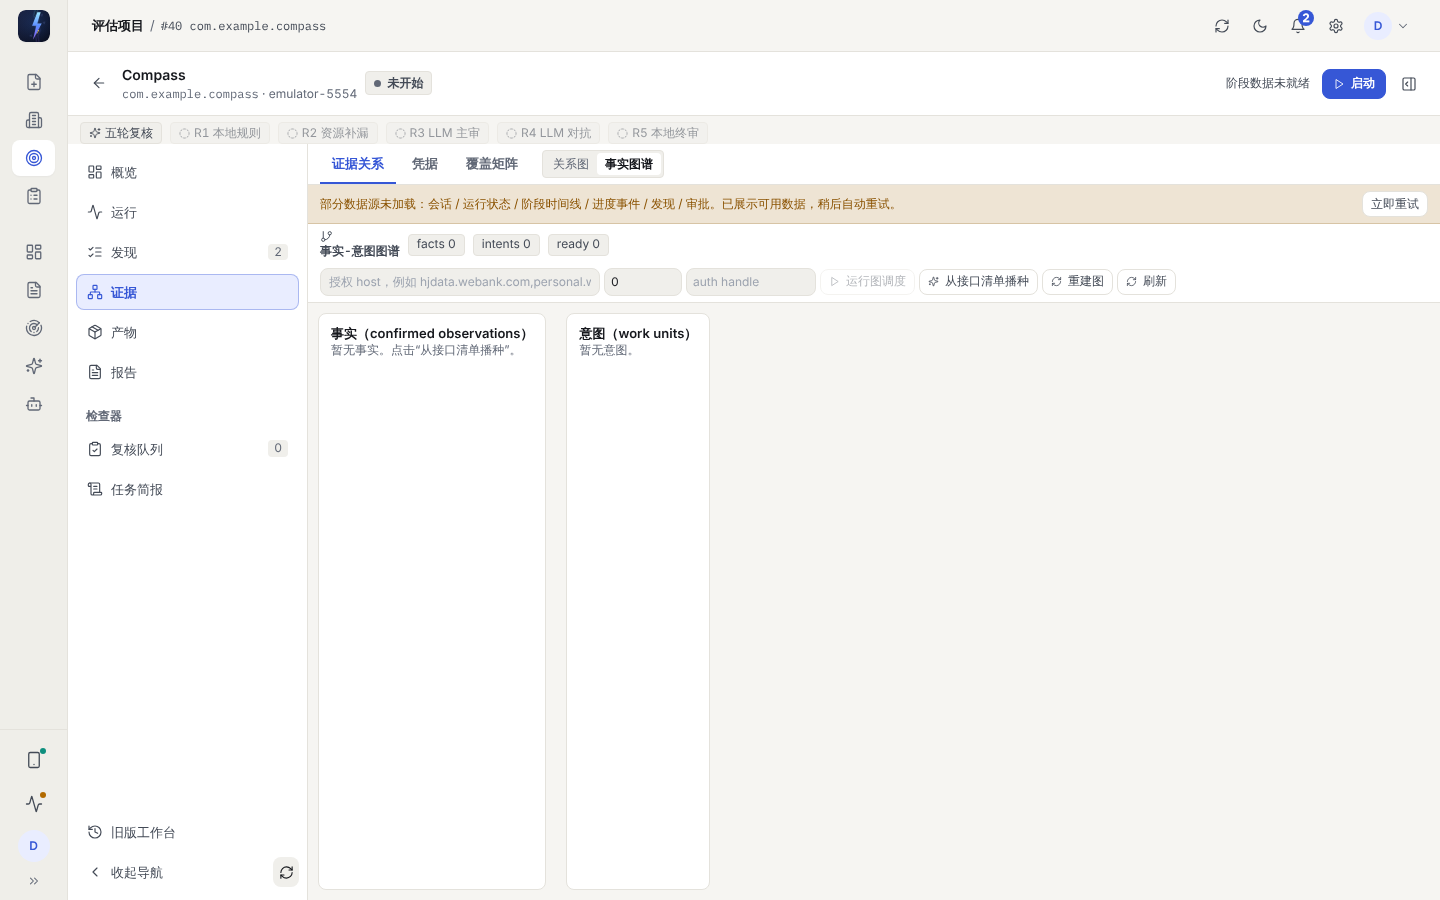 评估项目 / #40 com.example.compass
2
D
Compass
com.example.compass · emulator-5554
未开始
阶段数据未就绪
启动
五轮复核
R1 本地规则
R2 资源补漏
R3 LLM 主审
R4 LLM 对抗
R5 本地终审
概览
运行
发现 2
证据
产物
报告
检查器
复核队列 0
任务简报
旧版工作台
收起导航
D
证据关系
凭据
覆盖矩阵
关系图
事实图谱
部分数据源未加载：会话 / 运行状态 / 阶段时间线 / 进度事件 / 发现 / 审批。已展示可用数据，稍后自动重试。
立即重试
事实-意图图谱
facts 0
intents 0
ready 0
授权 host，例如 hjdata.webank.com,personal.v
0
auth handle
运行图调度
从接口清单播种
重建图
刷新
事实（confirmed observations）
暂无事实。点击“从接口清单播种”。
意图（work units）
暂无意图。